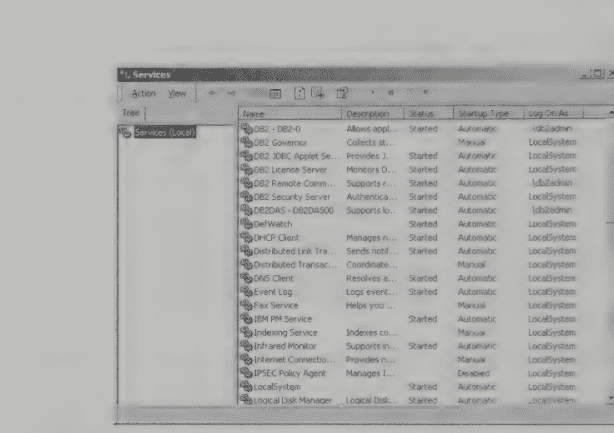 Services
Action View
Tree
Services (Local)
Name Description Status Startup Type Log On As
DB2 - DB2-0 Allows appl... Started Automatic .\db2admin
DB2 Governor Collects st... Manual LocalSystem
DB2 JDBC Applet Se... Provides J... Started Automatic LocalSystem
DB2 License Server Monitors D... Started Automatic LocalSystem
DB2 Remote Comm... Supports r... Started Automatic .\db2admin
DB2 Security Server Authentica... Started Automatic LocalSystem
DB2DAS - DB2DAS00 Supports lo... Started Automatic .\db2admin
DefWatch Started Automatic LocalSystem
DHCP Client Manages n... Started Automatic LocalSystem
Distributed Link Tra... Sends notif... Started Automatic LocalSystem
Distributed Transac... Coordinate... Manual LocalSystem
DNS Client Resolves a... Started Automatic LocalSystem
Event Log Logs event... Started Automatic LocalSystem
Fax Service Helps you ... Manual LocalSystem
IBM PM Service Started Automatic LocalSystem
Indexing Service Indexes co... Manual LocalSystem
Infrared Monitor Supports in... Started Automatic LocalSystem
Internet Connectio... Provides n... Manual LocalSystem
IPSEC Policy Agent Manages I... Disabled LocalSystem
LocalSystem Started Automatic LocalSystem
Logical Disk Manager Logical Disk... Started Automatic LocalSystem